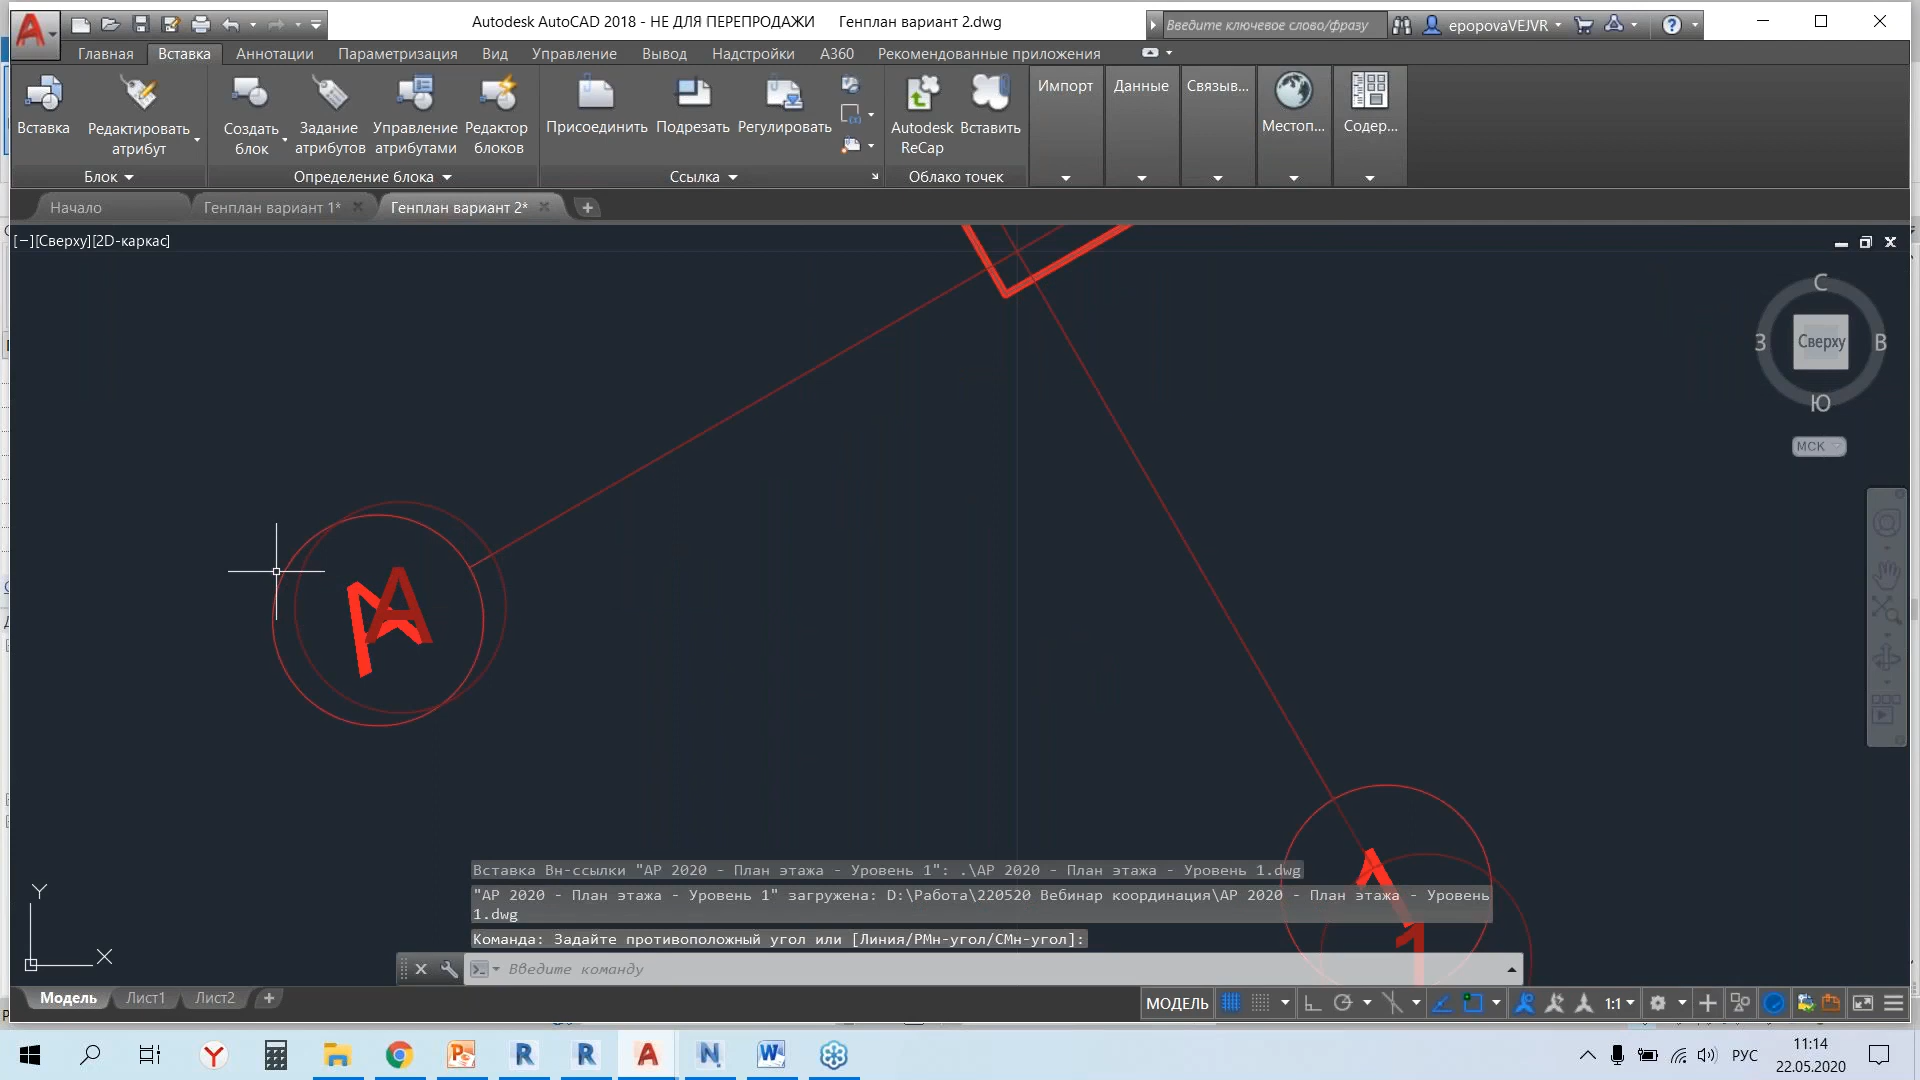 Autodesk AutoCAD 2018 - НЕ ДЛЯ ПЕРЕПРОДАЖИ Генплан вариант 2.dwg
Введите ключевое слово/фразу
epopovaVEJVR
Главная Вставка Аннотации Параметризация Вид Управление Вывод Надстройки A360 Рекомендованные приложения
Вставка
Редактировать атрибут
Создать блок
Задание атрибутов
Управление атрибутами
Редактор блоков
Присоединить
Подрезать
Регулировать
Autodesk ReCap
Вставить
Импорт
Данные
Связыв...
Местоп...
Содер...
Блок
Определение блока
Ссылка
Облако точек
Начало
Генплан вариант 1*
Генплан вариант 2*
[−][Сверху][2D-каркас]
С
З
Сверху
В
Ю
МСК
A
A
A
1
Y
X
Вставка Вн-ссылки "АР 2020 - План этажа - Уровень 1": .\АР 2020 - План этажа - Уровень 1.dwg
"АР 2020 - План этажа - Уровень 1" загружена: D:\Работа\220520 Вебинар координация\АР 2020 - План этажа - Уровень
1.dwg
Команда: Задайте противоположный угол или [Линия/РМн-угол/СМн-угол]:
Введите команду
Модель Лист1 Лист2
МОДЕЛЬ
1:1
РУС
11:14
22.05.2020